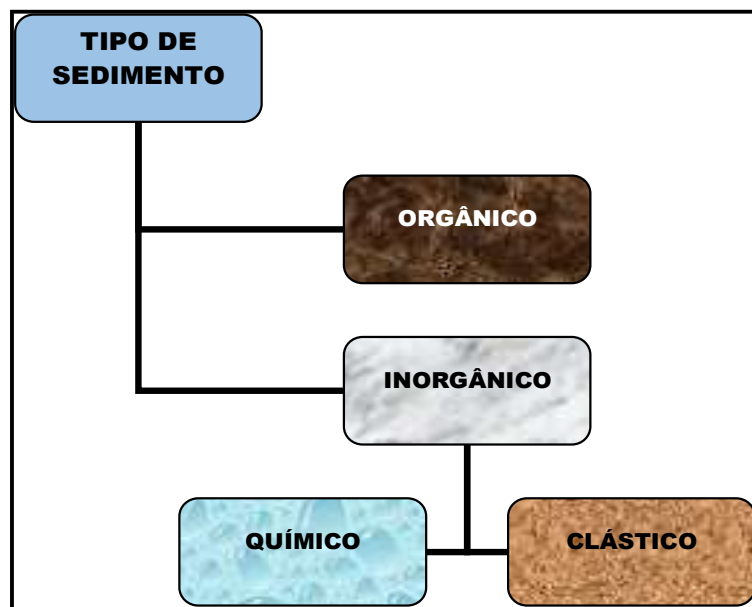 TIPO DE
SEDIMENTO
ORGÂNICO
INORGÂNICO
QUÍMICO
CLÁSTICO